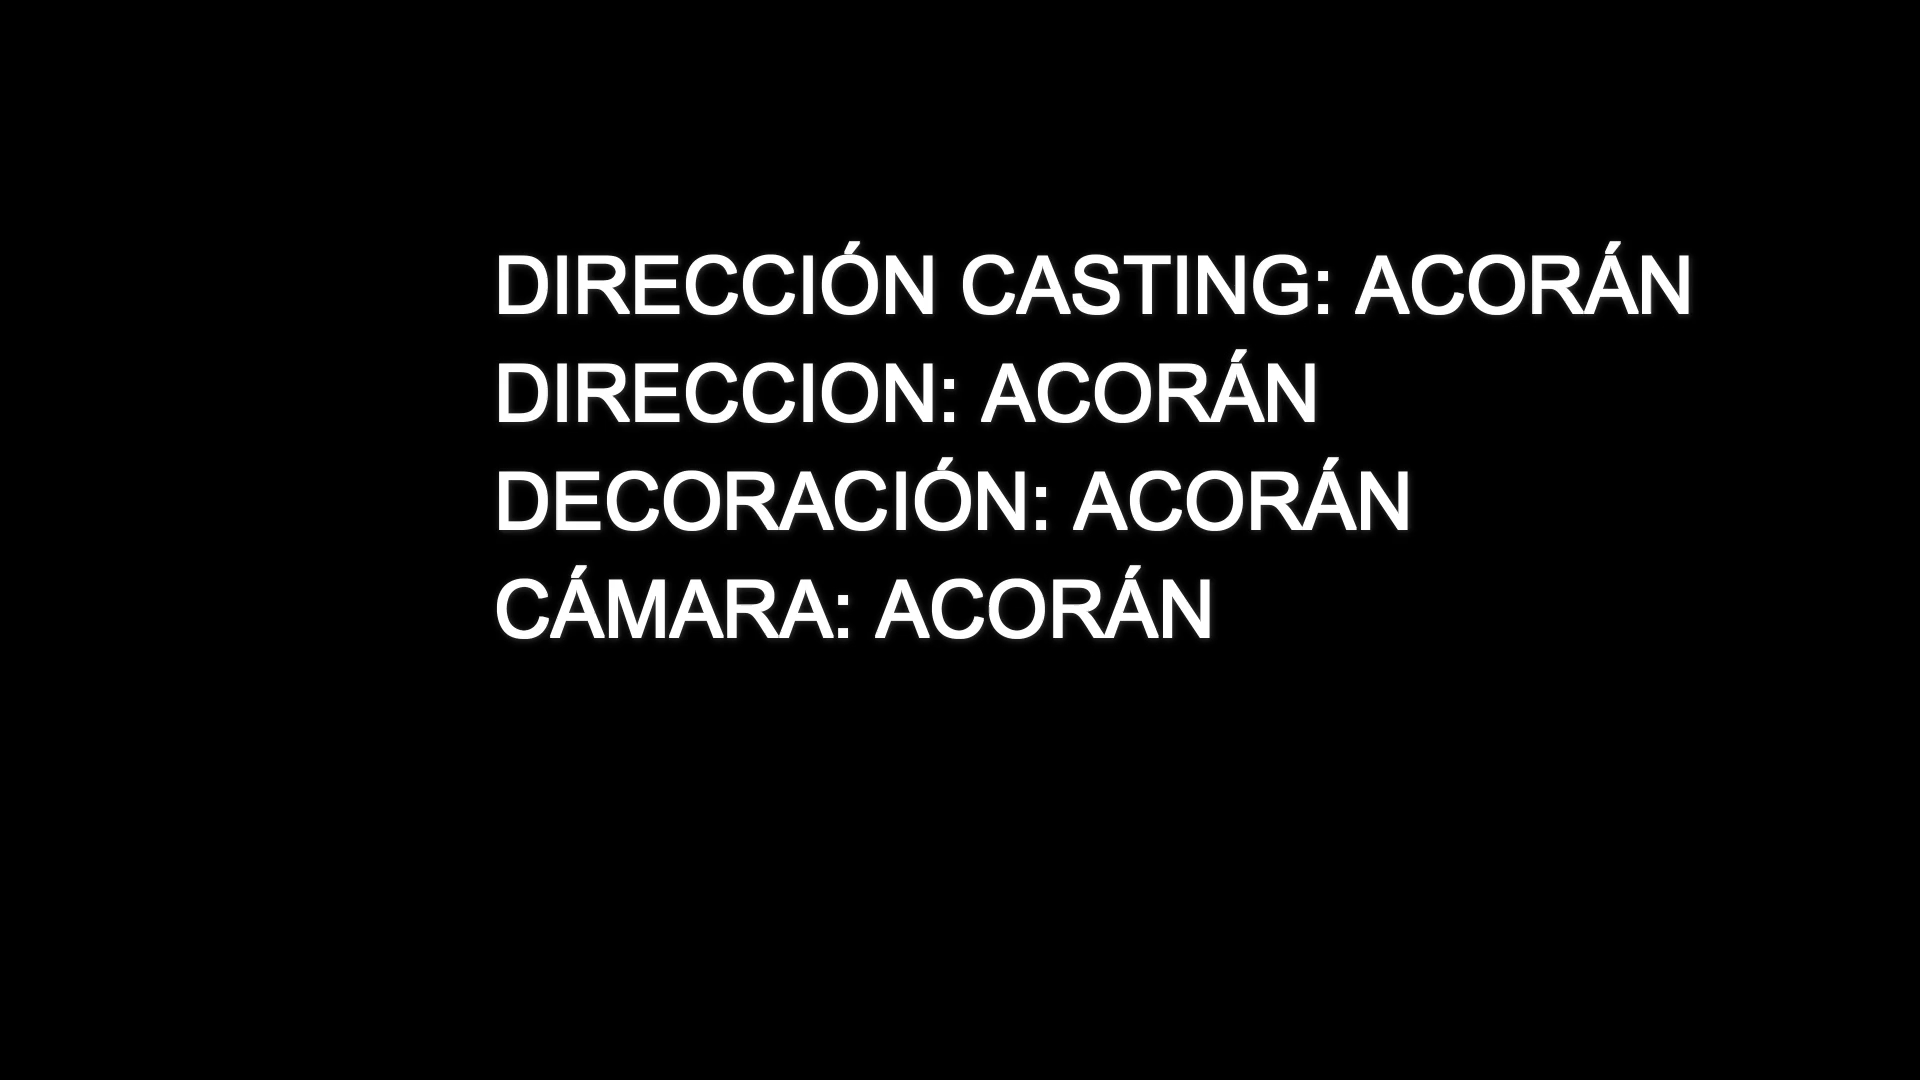 DIRECCIÓN CASTING: ACORÁN
DIRECCION: ACORÁN
DECORACIÓN: ACORÁN
CÁMARA: ACORÁN